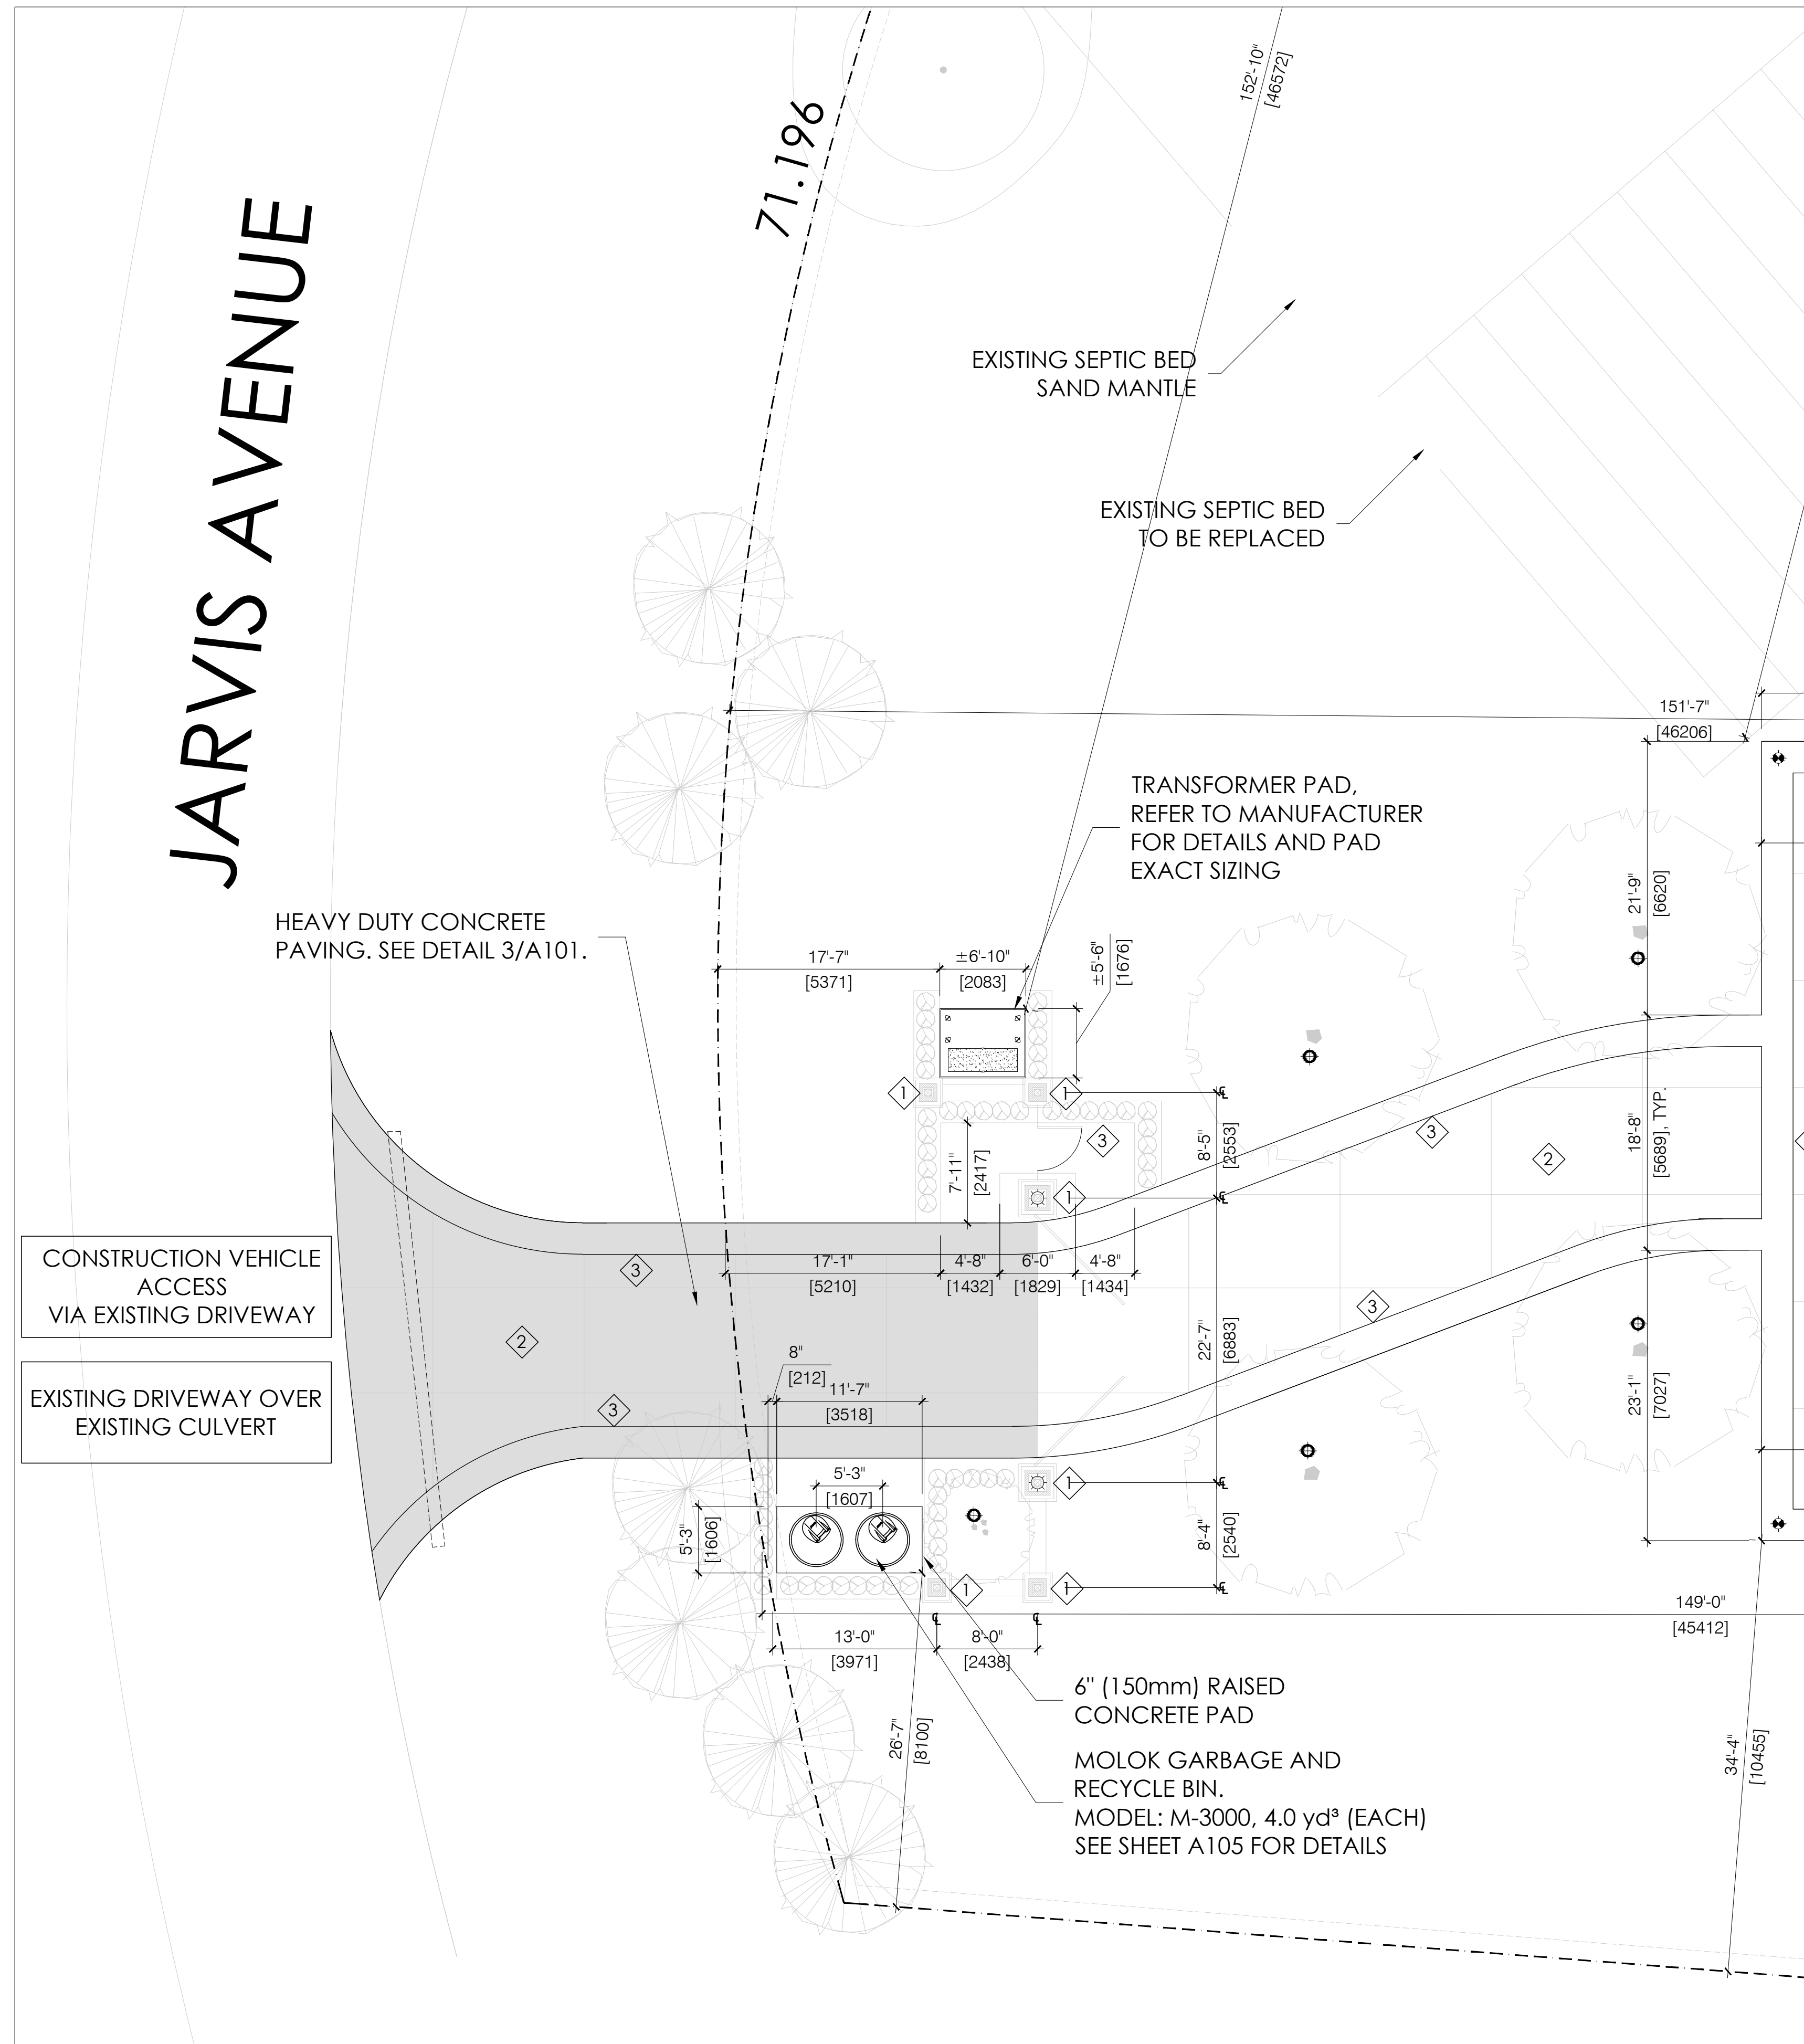 152'-10"
[46572]
71.196
JARVIS AVENUE
EXISTING SEPTIC BED
SAND MANTLE
EXISTING SEPTIC BED
TO BE REPLACED
151'-7"
[46206]
TRANSFORMER PAD,
REFER TO MANUFACTURER
FOR DETAILS AND PAD
EXACT SIZING
21'-9"
[6620]
HEAVY DUTY CONCRETE
PAVING. SEE DETAIL 3/A101.
17'-7"
[5371]
±6'-10"
[2083]
±5'-6"
[1676]
1
1
3
3
2
18'-8"
[5689], TYP.
8'-5"
[2553]
7'-11"
[2417]
1
CONSTRUCTION VEHICLE
ACCESS
VIA EXISTING DRIVEWAY
3
17'-1"
[5210]
4'-8"
[1432]
6'-0"
[1829]
4'-8"
[1434]
3
2
22'-7"
[6883]
8"
[212]
11'-7"
[3518]
EXISTING DRIVEWAY OVER
EXISTING CULVERT
3
23'-1"
[7027]
5'-3"
[1607]
1
5'-3"
[1606]
8'-4"
[2540]
1
1
149'-0"
[45412]
13'-0"
[3971]
8'-0"
[2438]
6" (150mm) RAISED
CONCRETE PAD
26'-7"
[8100]
34'-4"
[10455]
MOLOK GARBAGE AND
RECYCLE BIN.
MODEL: M-3000, 4.0 yd³ (EACH)
SEE SHEET A105 FOR DETAILS